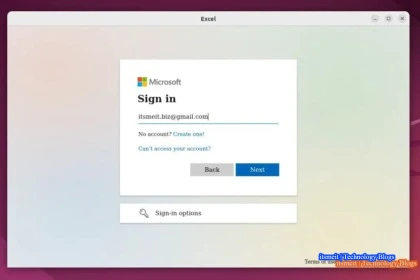 Excel
Microsoft
Sign in
itsmeit.biz@gmail.com
No account? Create one!
Can't access your account?
Back
Next
Sign-in options
Terms of
itsmeit "Technology Blogs
itsmeit "Technology Blogs